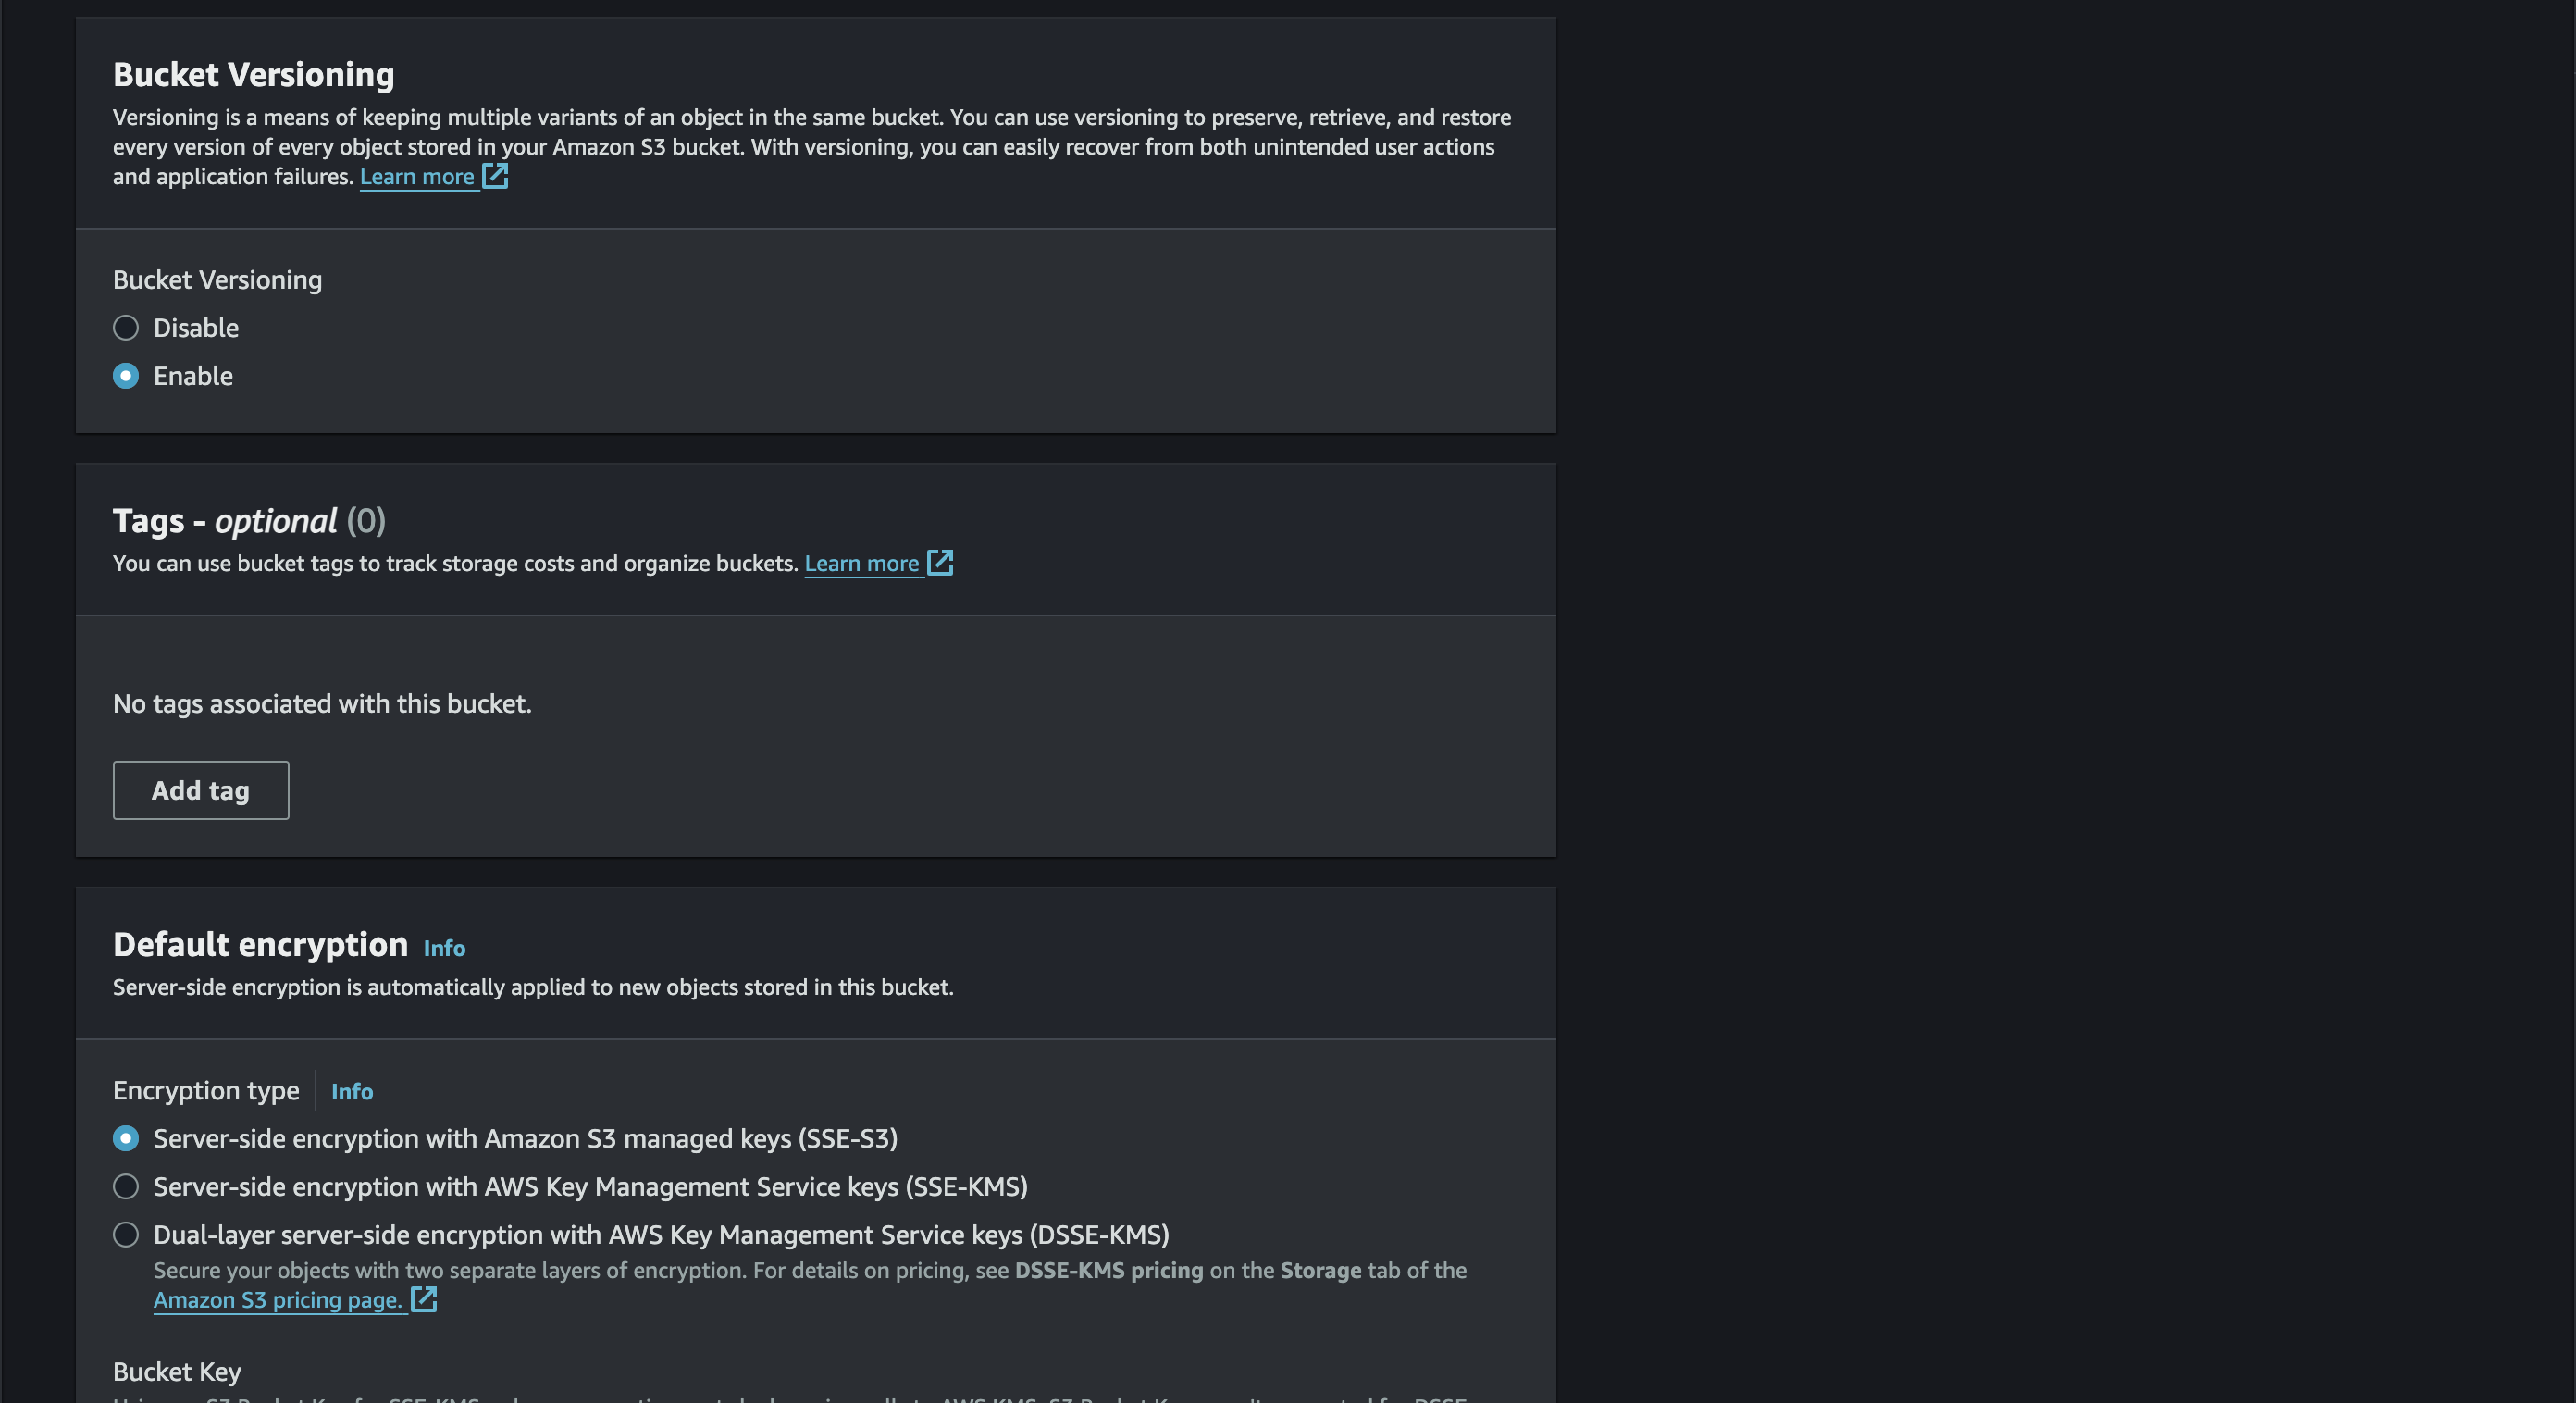 Bucket Versioning
Versioning is a means of keeping multiple variants of an object in the same bucket. You can use versioning to preserve, retrieve, and restore
every version of every object stored in your Amazon S3 bucket. With versioning, you can easily recover from both unintended user actions
and application failures. Learn more
Bucket Versioning
Disable
Enable
Tags - optional (0)
You can use bucket tags to track storage costs and organize buckets. Learn more
No tags associated with this bucket.
Add tag
Default encryption Info
Server-side encryption is automatically applied to new objects stored in this bucket.
Encryption type Info
Server-side encryption with Amazon S3 managed keys (SSE-S3)
Server-side encryption with AWS Key Management Service keys (SSE-KMS)
Dual-layer server-side encryption with AWS Key Management Service keys (DSSE-KMS)
Secure your objects with two separate layers of encryption. For details on pricing, see DSSE-KMS pricing on the Storage tab of the
Amazon S3 pricing page.
Bucket Key